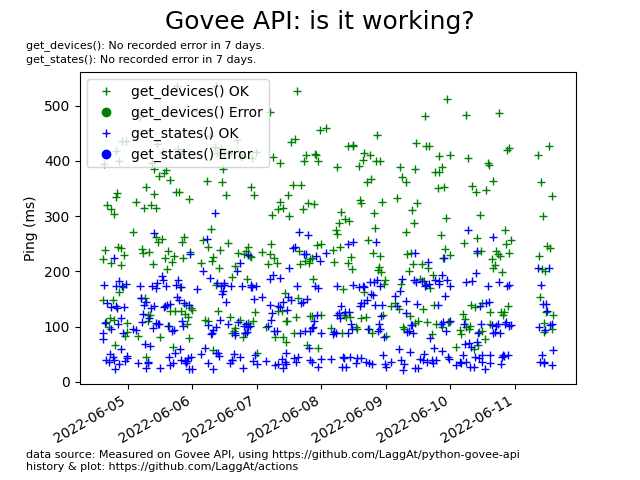 Govee API: is it working?
get_devices(): No recorded error in 7 days.
get_states(): No recorded error in 7 days.
get_devices() OK
get_devices() Error
get_states() OK
get_states() Error
Ping (ms)
500
400
300
200
100
0
2022-06-05
2022-06-06
2022-06-07
2022-06-08
2022-06-09
2022-06-10
2022-06-11
data source: Measured on Govee API, using https://github.com/LaggAt/python-govee-api
history & plot: https://github.com/LaggAt/actions